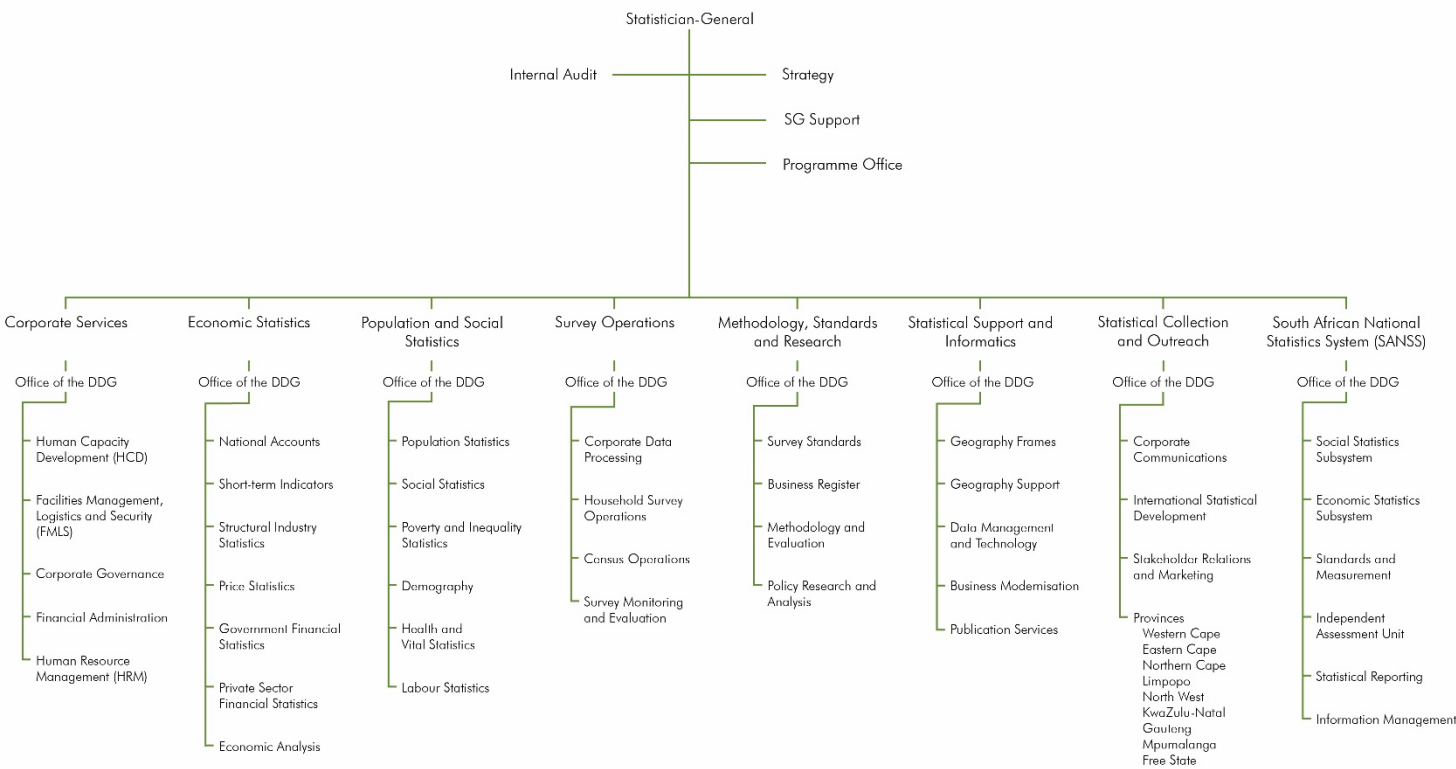 Statistician-General
Internal Audit
Strategy
SG Support
Programme Office
Corporate Services
Office of the DDG
Human Capacity
Development (HCD)
Facilities Management,
Logistics and Security
(FMLS)
Corporate Governance
Financial Administration
Human Resource
Management (HRM)
Economic Statistics
Office of the DDG
National Accounts
Short-term Indicators
Structural Industry
Statistics
Price Statistics
Government Financial
Statistics
Private Sector
Financial Statistics
Economic Analysis
Population and Social
Statistics
Office of the DDG
Population Statistics
Social Statistics
Poverty and Inequality
Statistics
Demography
Health and
Vital Statistics
Labour Statistics
Survey Operations
Office of the DDG
Corporate Data
Processing
Household Survey
Operations
Census Operations
Survey Monitoring
and Evaluation
Methodology, Standards
and Research
Office of the DDG
Survey Standards
Business Register
Methodology and
Evaluation
Policy Research and
Analysis
Statistical Support and
Informatics
Office of the DDG
Geography Frames
Geography Support
Data Management
and Technology
Business Modernisation
Publication Services
Statistical Collection
and Outreach
Office of the DDG
Corporate
Communications
International Statistical
Development
Stakeholder Relations
and Marketing
Provinces
Western Cape
Eastern Cape
Northern Cape
Limpopo
North West
KwaZulu-Natal
Gauteng
Mpumalanga
Free State
South African National
Statistics System (SANSS)
Office of the DDG
Social Statistics
Subsystem
Economic Statistics
Subsystem
Standards and
Measurement
Independent
Assessment Unit
Statistical Reporting
Information Management